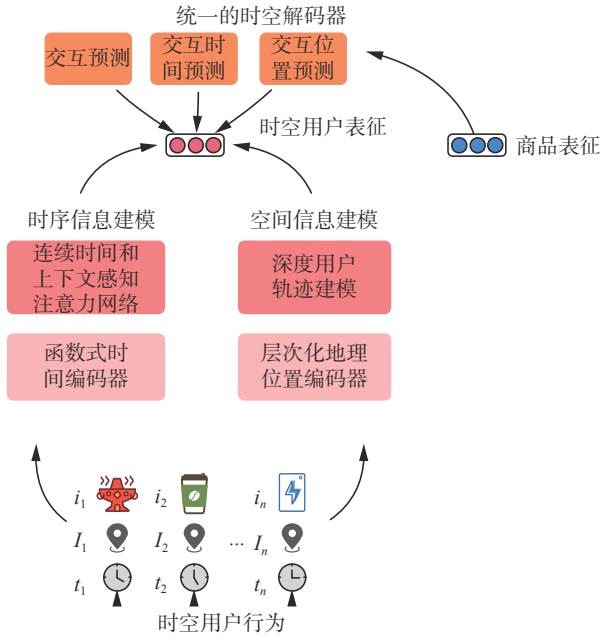 统一的时空解码器
交互预测
交互时
间预测
交互位
置预测
时空用户表征
商品表征
时序信息建模
空间信息建模
连续时间和
上下文感知
注意力网络
深度用户
轨迹建模
函数式时
间编码器
层次化地理
位置编码器
i₁ i₂ iₙ
I₁ I₂ ... Iₙ
t₁ t₂ tₙ
时空用户行为